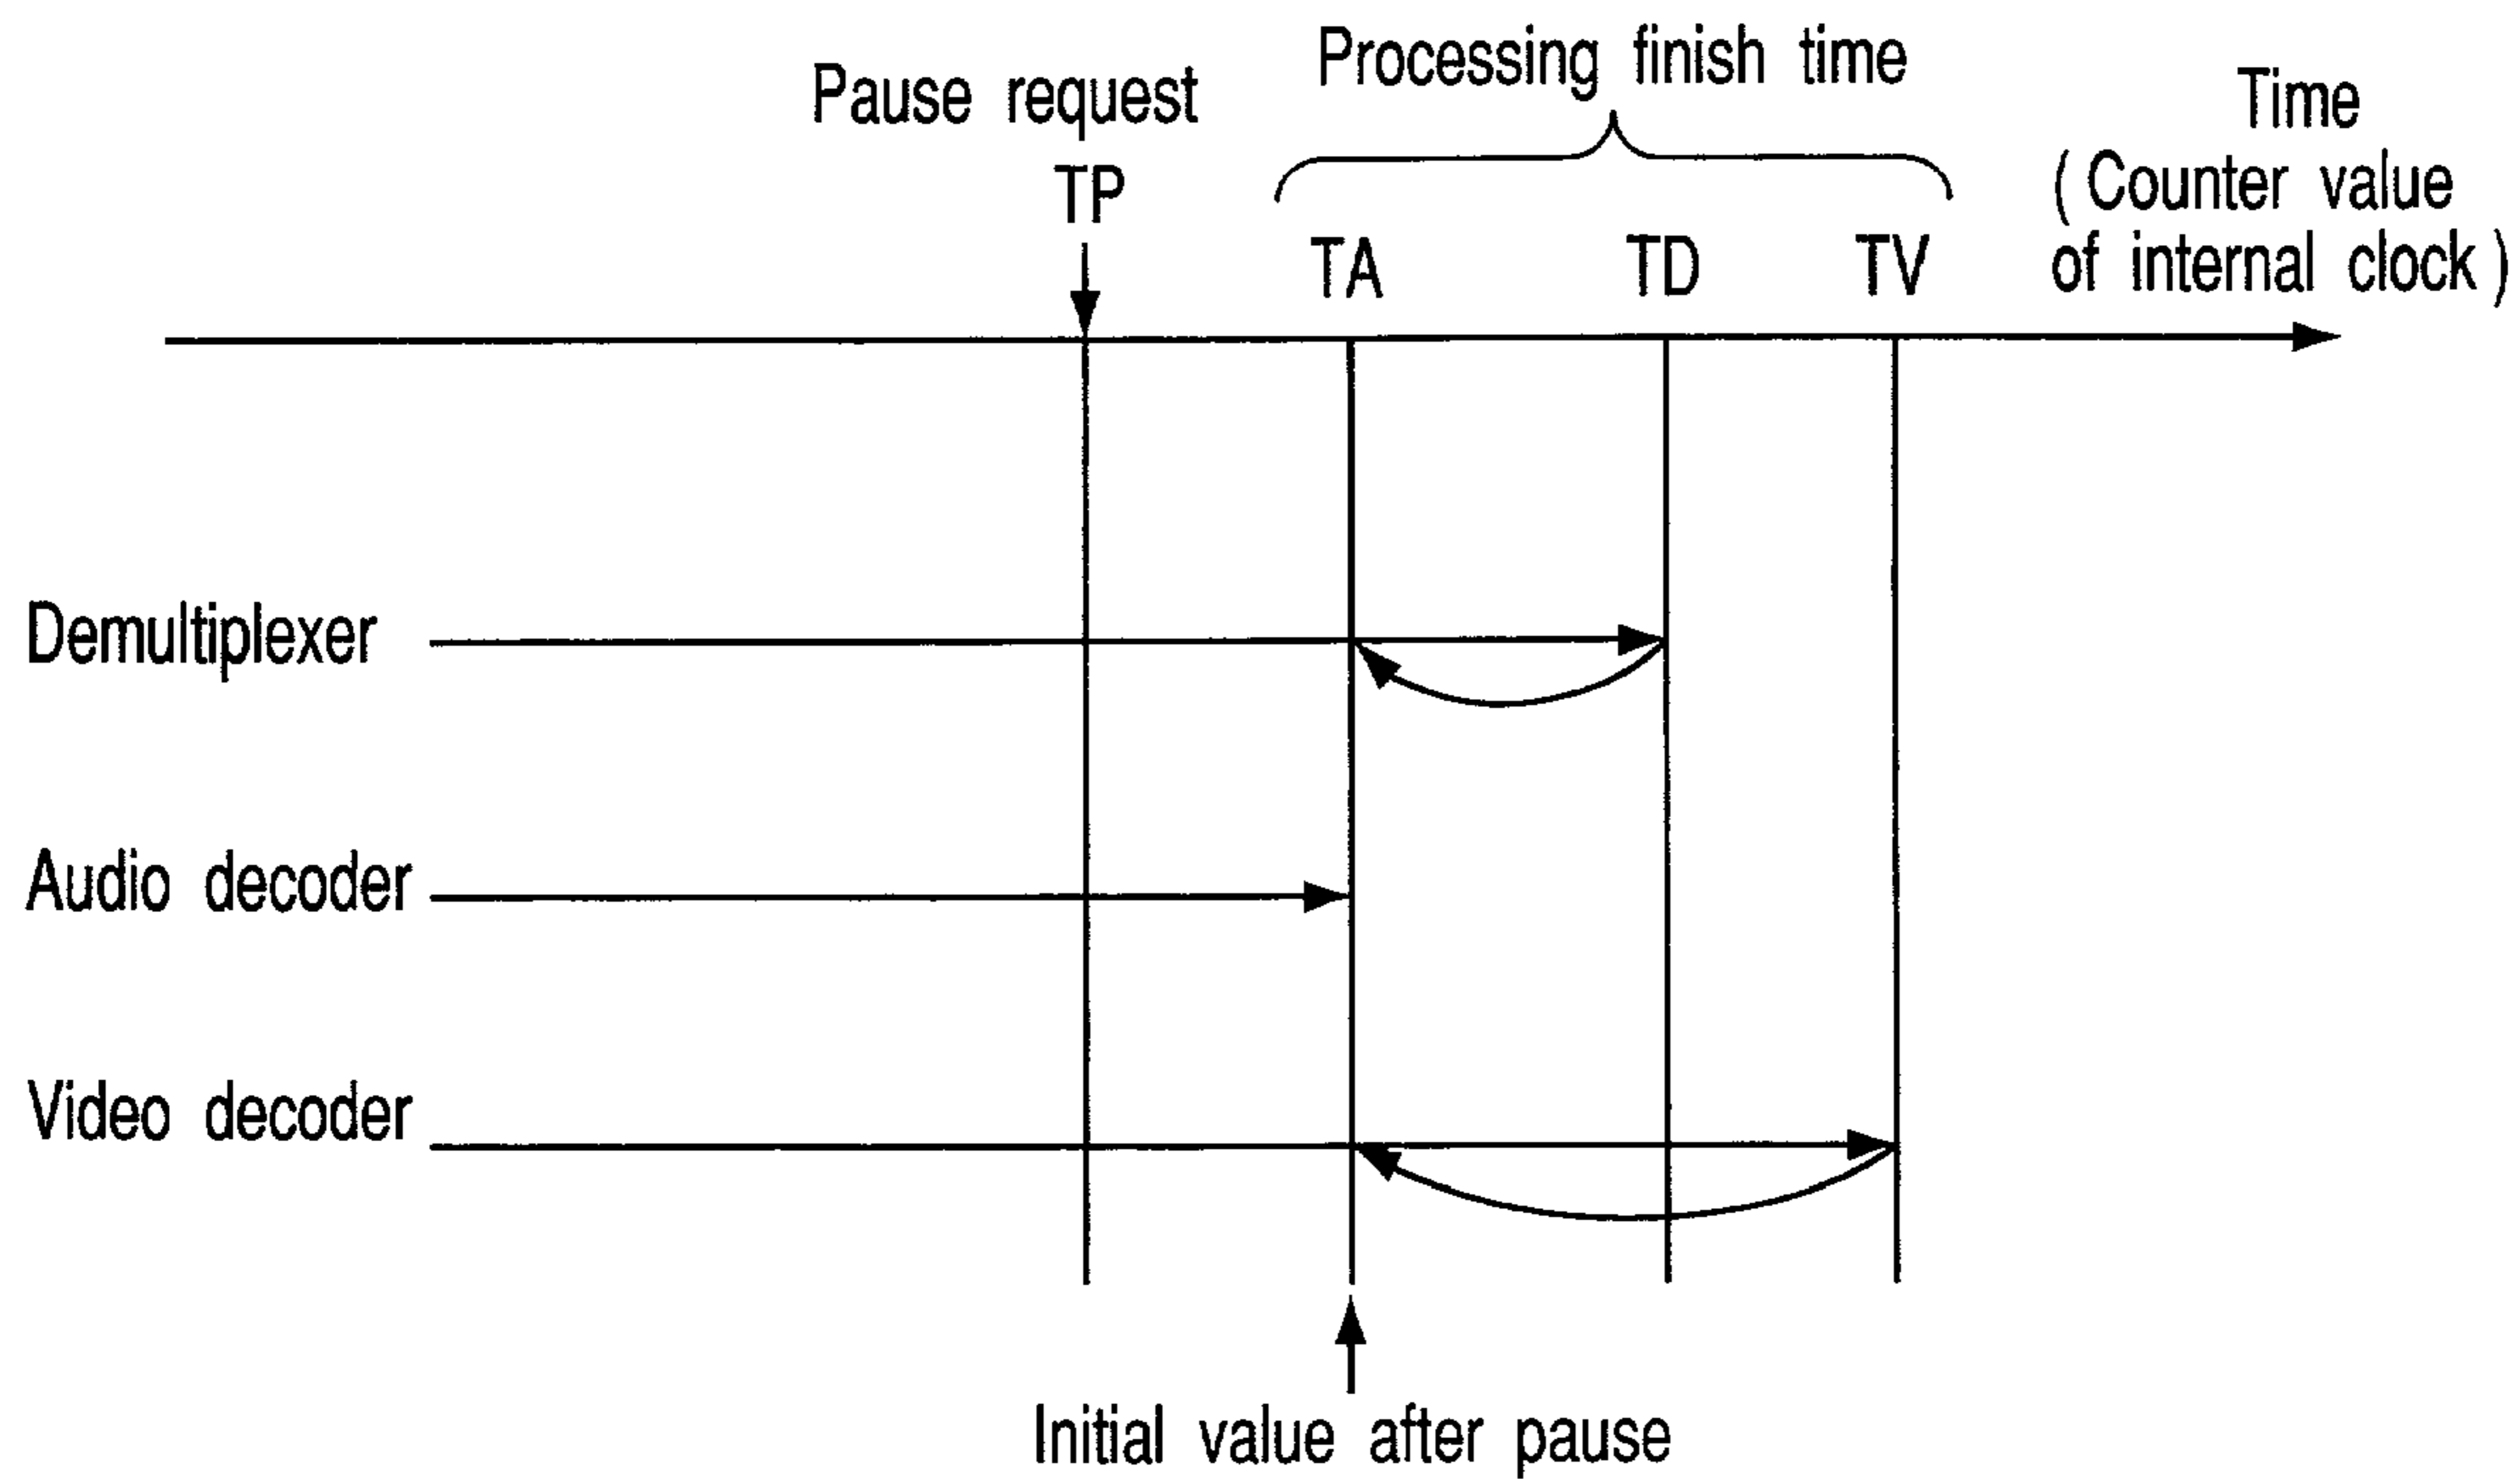 Processing finish time
Pause request
TP
Time
( Counter value
of internal clock )
TA
TD
TV
Demultiplexer
Audio decoder
Video decoder
Initial value after pause